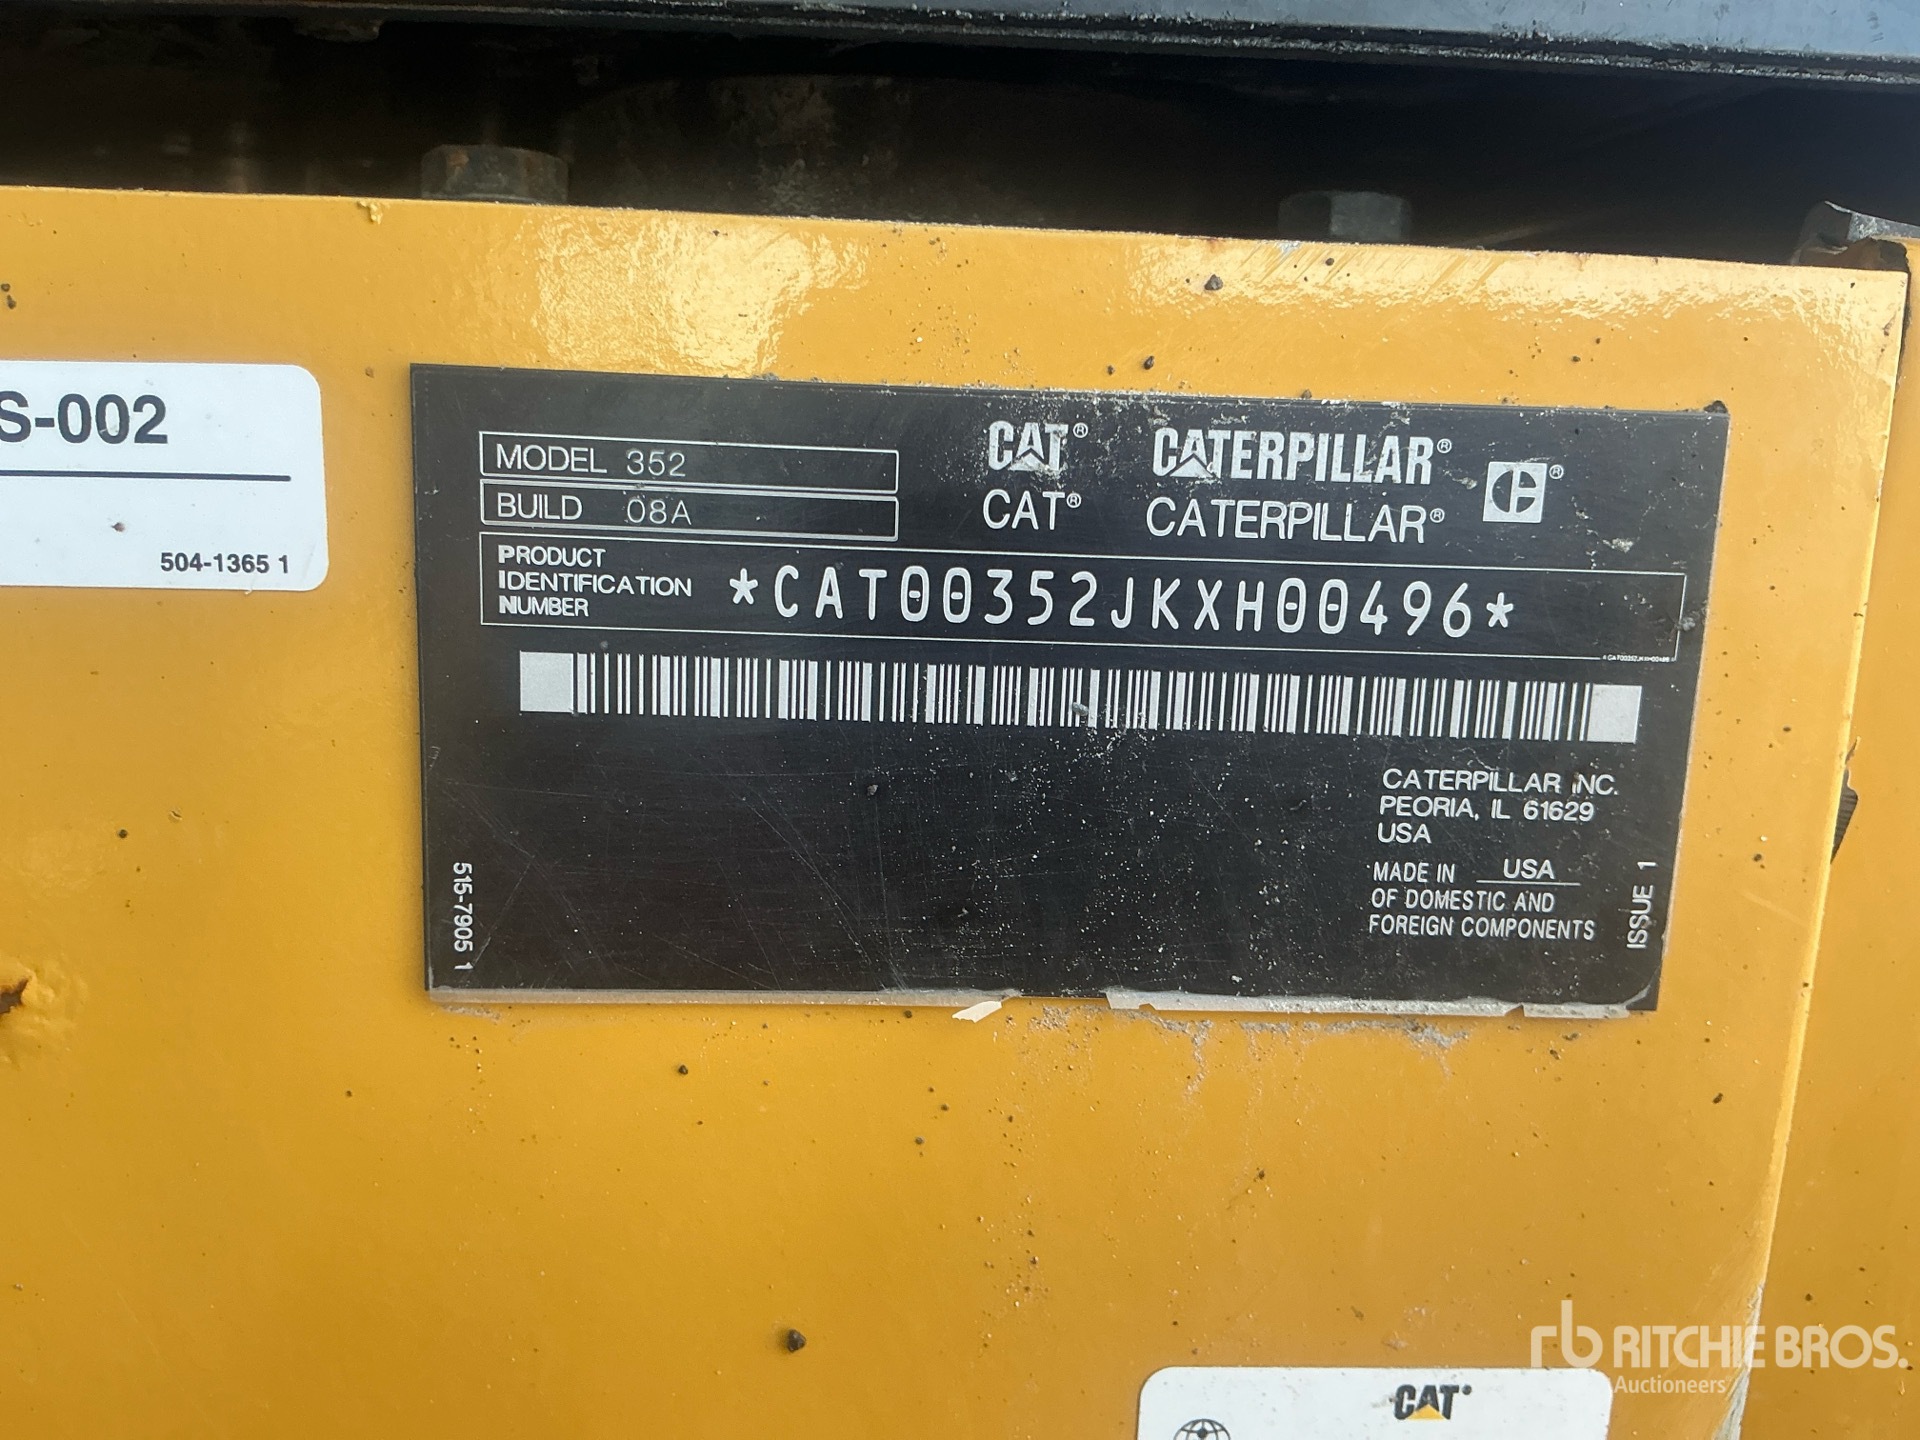 S-002
504-1365 1
MODEL 352
BUILD 08A
CAT® CATERPILLAR®
CAT® CATERPILLAR®
PRODUCT
IDENTIFICATION
NUMBER
*CAT00352JKXH00496*
CATERPILLAR INC.
PEORIA, IL 61629
USA
MADE IN USA
OF DOMESTIC AND
FOREIGN COMPONENTS
515-7905 1
ISSUE 1
rb RITCHIE BROS.
Auctioneers
CAT